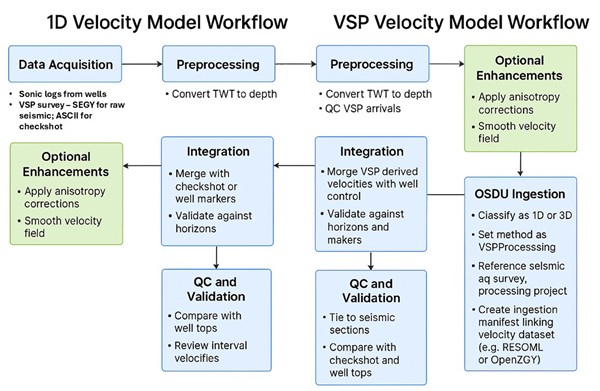 1D Velocity Model Workflow
VSP Velocity Model Workflow
Data Acquisition
• Sonic logs from wells
• VSP survey – SEGY for raw
seismic; ASCII for
checkshot
Preprocessing
• Convert TWT to depth
Preprocessing
• Convert TWT to depth
• QC VSP arrivals
Optional
Enhancements
• Apply anisotropy
corrections
• Smooth velocity
field
Optional
Enhancements
• Apply anisotropy
corrections
• Smooth velocity
field
Integration
• Merge with
checkshot or
well markers
• Validate against
horizons
Integration
• Morge VSP derived
velocities with well
control
• Validate against
horizons and
makers
OSDU Ingestion
• Classify as 1D or 3D
• Set method as
VSPProcesssing
• Reference selsmic
aq survey,
processing project
• Create ingestion
manifest linking
velocity dataset
(e.g. RESOML
or OpenZGY)
QC and
Validation
• Compare with
well tops
• Review interval
velocifies
QC and
Validation
• Tie to seismic
sections
• Compare with
checkshot and
well tops